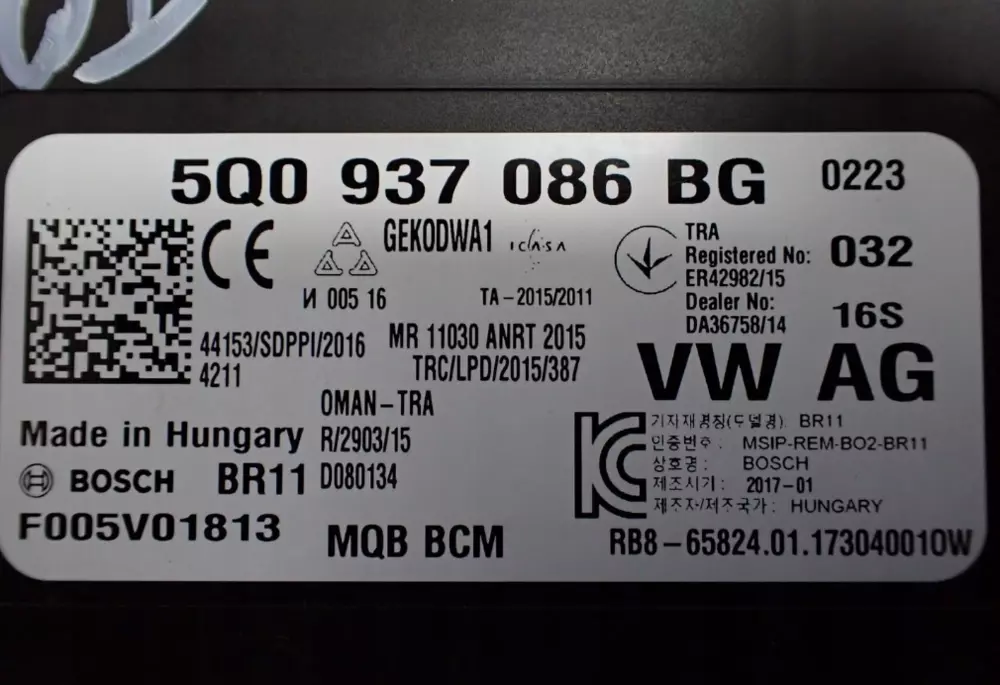 5Q0 937 086 BG 0223
CE GEKODWA1 ICASA
И 005 16 TA-2015/2011
TRA
Registered No: 032
ER42982/15
Dealer No:
DA36758/14 16S
44153/SDPPI/2016 MR 11030 ANRT 2015
4211 TRC/LPD/2015/387
VW AG
OMAN-TRA
Made in Hungary R/2903/15
BOSCH BR11 D080134
F005V01813 MQB BCM
기자재명칭(모델명): BR11
인증번호: MSIP-REM-BO2-BR11
상호명: BOSCH
제조시기: 2017-01
제조자/제조국가: HUNGARY
RB8-65824.01.173040010W